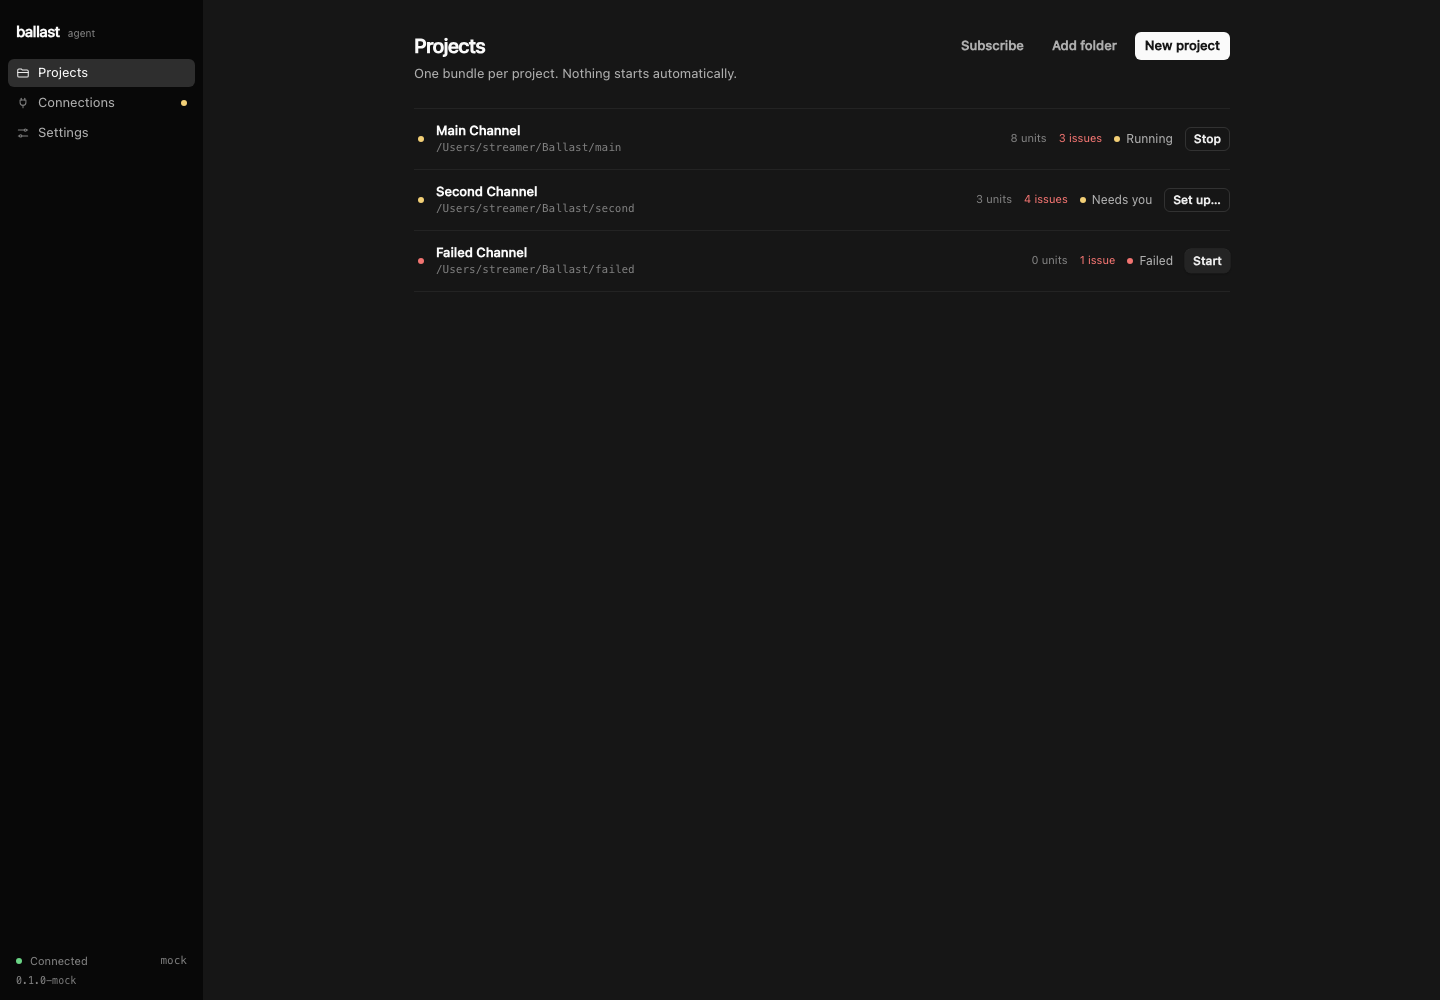 ballast agent
Projects
Connections
Settings
Projects
One bundle per project. Nothing starts automatically.
Subscribe
Add folder
New project
Main Channel
/Users/streamer/Ballast/main
8 units 3 issues Running Stop
Second Channel
/Users/streamer/Ballast/second
3 units 4 issues Needs you Set up...
Failed Channel
/Users/streamer/Ballast/failed
0 units 1 issue Failed Start
Connected mock
0.1.0-mock